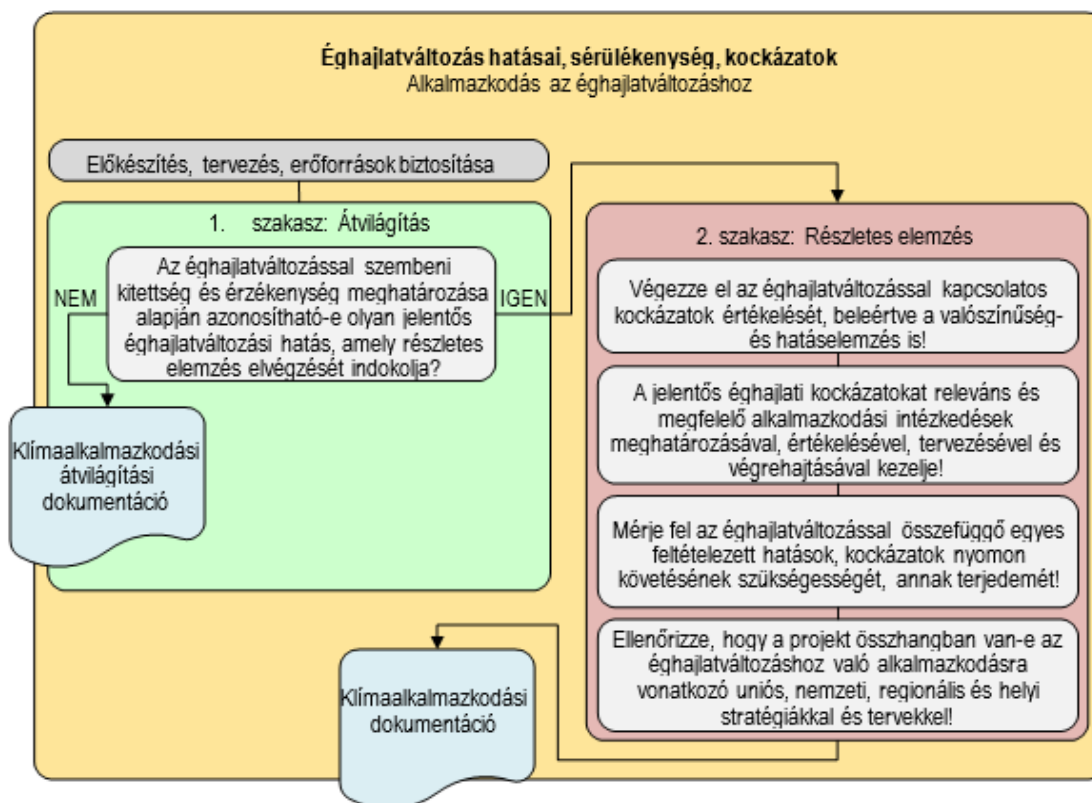 Éghajlatváltozás hatásai, sérülékenység, kockázatok
Alkalmazkodás az éghajlatváltozáshoz
Előkészítés, tervezés, erőforrások biztosítása
1. szakasz: Átvilágítás
NEM
Az éghajlatváltozással szembeni
kitettség és érzékenység meghatározása
alapján azonosítható-e olyan jelentős
éghajlatváltozási hatás, amely részletes
elemzés elvégzését indokolja?
IGEN
Klímaalkalmazkodási
átvilágítási
dokumentáció
2. szakasz: Részletes elemzés
Végezze el az éghajlatváltozással kapcsolatos
kockázatok értékelését, beleértve a valószínűség-
és hatáselemzés is!
A jelentős éghajlati kockázatokat releváns és
megfelelő alkalmazkodási intézkedések
meghatározásával, értékelésével, tervezésével és
végrehajtásával kezelje!
Mérje fel az éghajlatváltozással összefüggő egyes
feltételezett hatások, kockázatok nyomon
követésének szükségességét, annak terjedemét!
Ellenőrizze, hogy a projekt összhangban van-e az
éghajlatváltozáshoz való alkalmazkodásra
vonatkozó uniós, nemzeti, regionális és helyi
stratégiákkal és tervekkel!
Klímaalkalmazkodási
dokumentáció